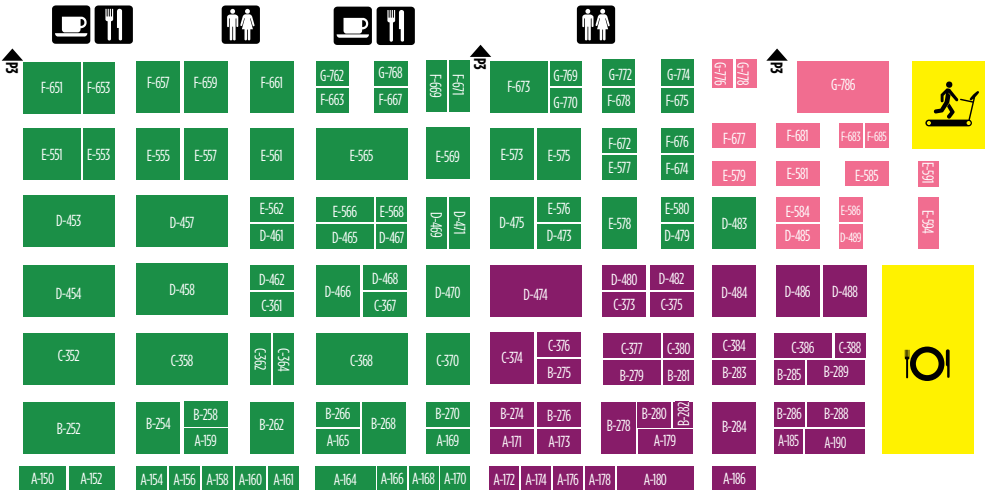 P3
P3
P3
F-651 F-653 F-657 F-659 F-661 G-762 G-768 F-669 F-671 F-673 G-769 G-772 G-774 G-776 G-778 G-786
F-663 F-667 G-770 F-678 F-675
F-677 F-681 F-683 F-685
E-551 E-553 E-555 E-557 E-561 E-565 E-569 E-573 E-575 F-672 F-676
E-577 F-674 E-579 E-581 E-585 E-591
D-453 D-457 E-562 E-566 E-568 D-469 D-471 D-475 E-576 E-578 E-580 D-483 E-584 E-586 E-594
D-461 D-465 D-467 D-473 D-479 D-485 D-489
D-454 D-458 D-462 D-466 D-468 D-470 D-474 D-480 D-482 D-484 D-486 D-488
C-361 C-367 C-373 C-375
C-352 C-358 C-362 C-364 C-368 C-370 C-374 C-376 C-377 C-380 C-384 C-386 C-388
B-275 B-279 B-281 B-283 B-285 B-289
B-252 B-254 B-258 B-262 B-266 B-268 B-270 B-274 B-276 B-278 B-280 B-282 B-284 B-286 B-288
A-159 A-165 A-169 A-171 A-173 A-179 A-185 A-190
A-150 A-152 A-154 A-156 A-158 A-160 A-161 A-164 A-166 A-168 A-170 A-172 A-174 A-176 A-178 A-180 A-186